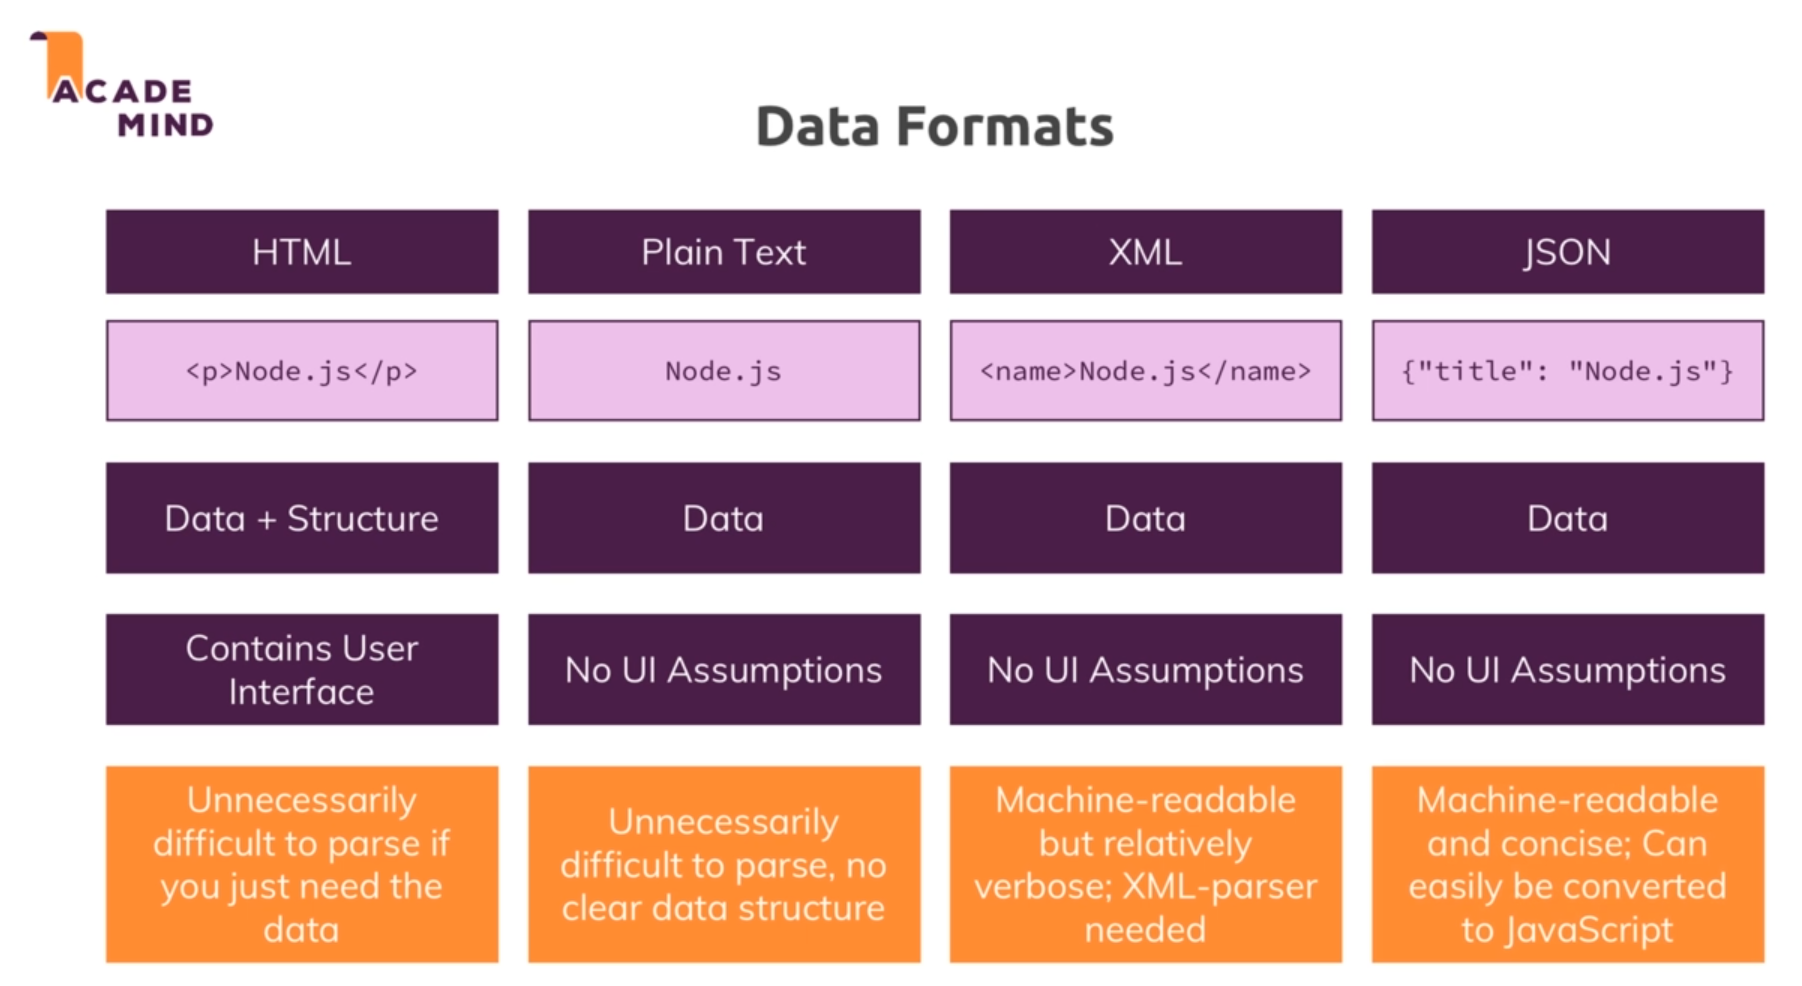 ACADE
MIND
Data Formats
HTML
Plain Text
XML
JSON
<p>Node.js</p>
Node.js
<name>Node.js</name>
{"title": "Node.js"}
Data + Structure
Data
Data
Data
Contains User
Interface
No UI Assumptions
No UI Assumptions
No UI Assumptions
Unnecessarily
difficult to parse if
you just need the
data
Unnecessarily
difficult to parse, no
clear data structure
Machine-readable
but relatively
verbose; XML-parser
needed
Machine-readable
and concise; Can
easily be converted
to JavaScript